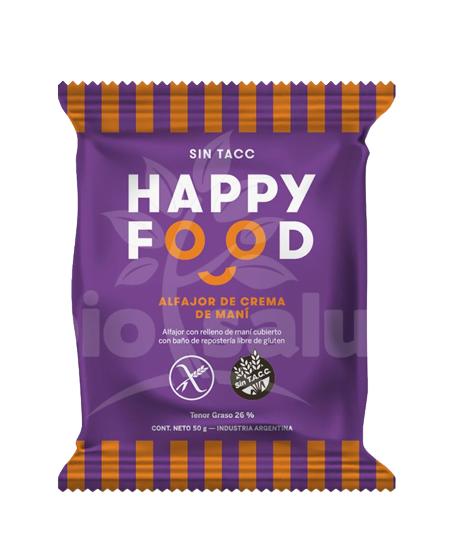 SIN TACC
HAPPY
FOOD
ALFAJOR DE CREMA
DE MANÍ
Alfajor con relleno de maní cubierto
con baño de repostería libre de gluten
Sin T.A.C.C.
Tenor Graso 26 %
CONT. NETO 50 g — INDUSTRIA ARGENTINA